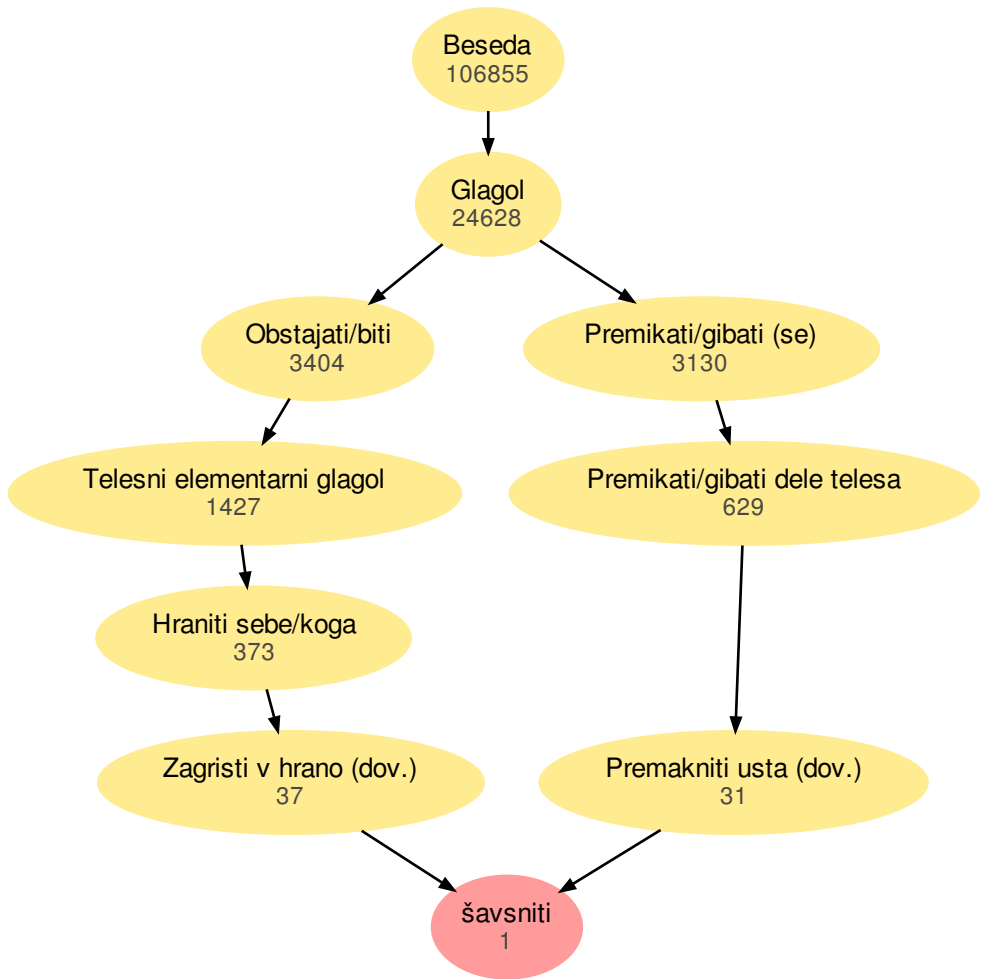 Beseda
106855
Glagol
24628
Obstajati/biti
3404
Premikati/gibati (se)
3130
Telesni elementarni glagol
1427
Premikati/gibati dele telesa
629
Hraniti sebe/koga
373
Zagristi v hrano (dov.)
37
Premakniti usta (dov.)
31
šavsniti
1